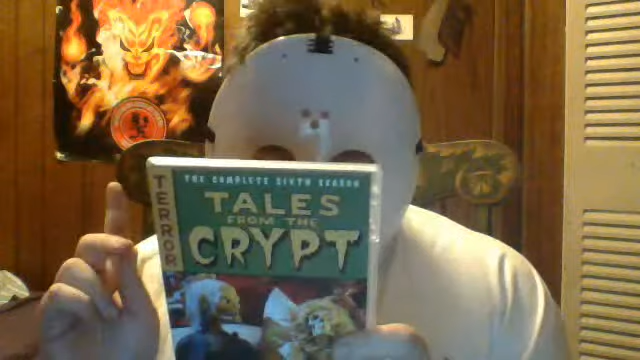 THE COMPLETE SIXTH SEASON
TERROR
TALES
FROM THE
CRYPT